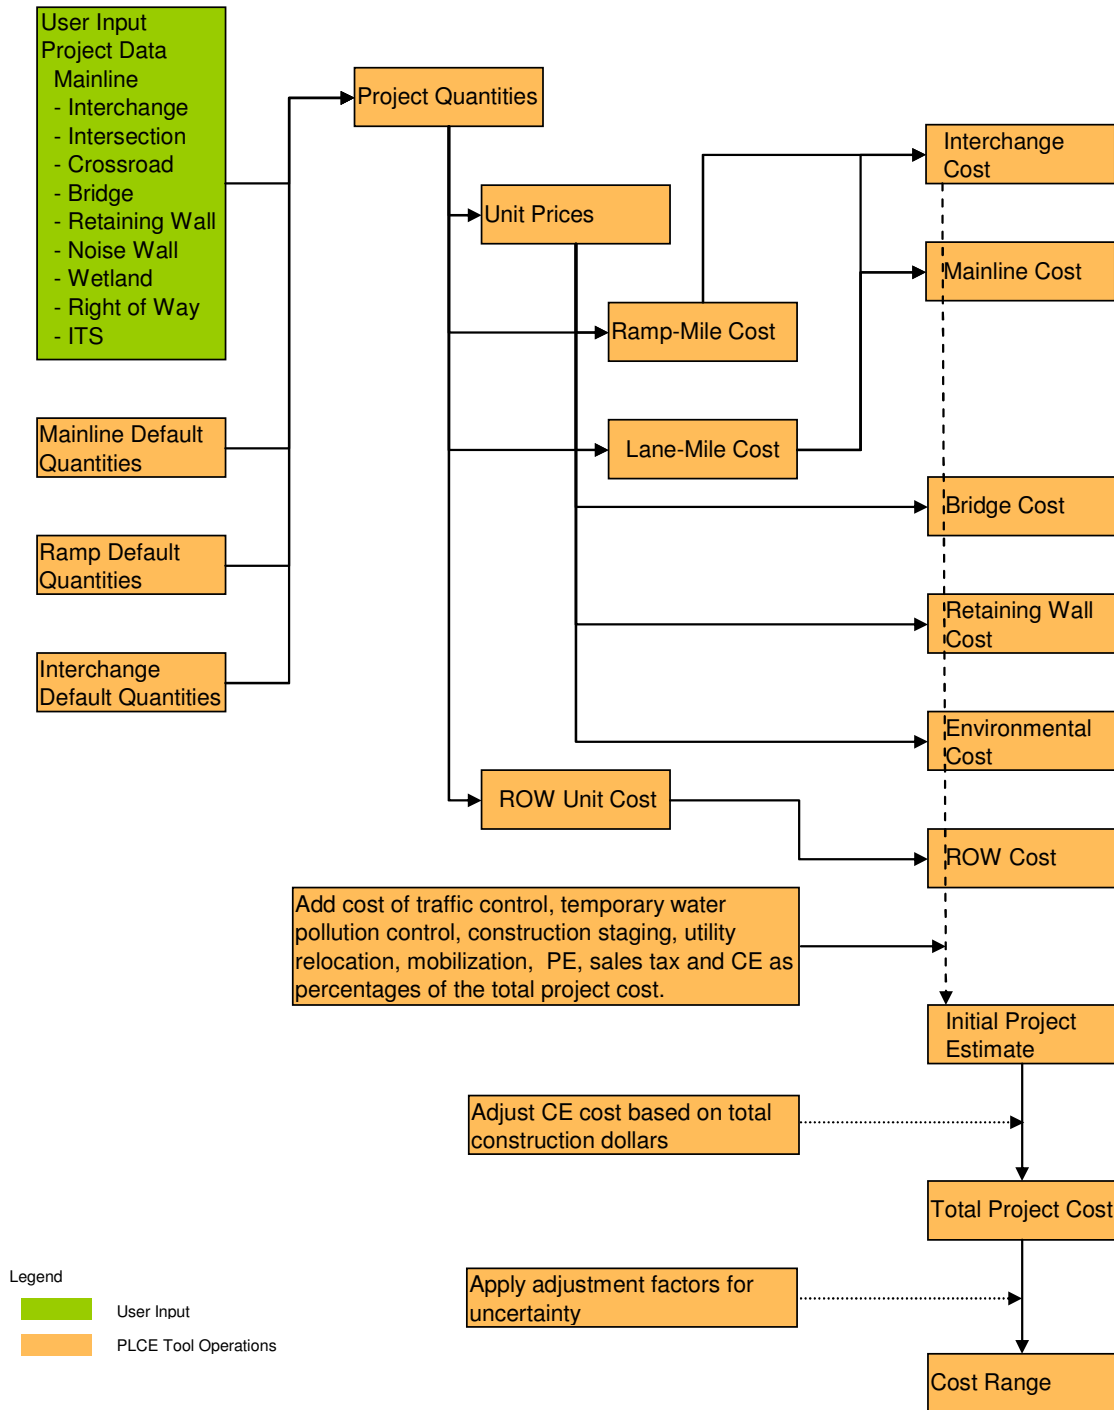 User Input
Project Data
Mainline
- Interchange
- Intersection
- Crossroad
- Bridge
- Retaining Wall
- Noise Wall
- Wetland
- Right of Way
- ITS
Mainline Default
Quantities
Ramp Default
Quantities
Interchange
Default Quantities
Project Quantities
Unit Prices
Ramp-Mile Cost
Lane-Mile Cost
ROW Unit Cost
Interchange
Cost
Mainline Cost
Bridge Cost
Retaining Wall
Cost
Environmental
Cost
ROW Cost
Add cost of traffic control, temporary water
pollution control, construction staging, utility
relocation, mobilization, PE, sales tax and CE as
percentages of the total project cost.
Initial Project
Estimate
Adjust CE cost based on total
construction dollars
Total Project Cost
Apply adjustment factors for
uncertainty
Cost Range
Legend
User Input
PLCE Tool Operations